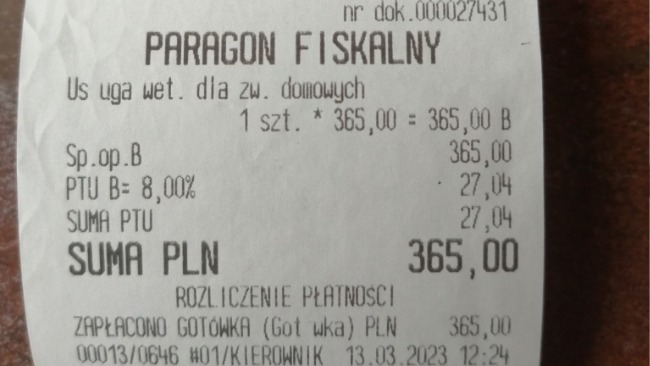 nr dok.000027431
PARAGON FISKALNY
Us uga wet. dla zw. domowych
1 szt. * 365,00 = 365,00 B
Sp.op.B 365,00
PTU B= 8,00% 27,04
SUMA PTU 27,04
SUMA PLN 365,00
ROZLICZENIE PŁATNOŚCI
ZAPŁACONO GOTÓWKA (Got wka) PLN 365,00
00013/0646 #01/KIEROWNIK 13.03.2023 12:24